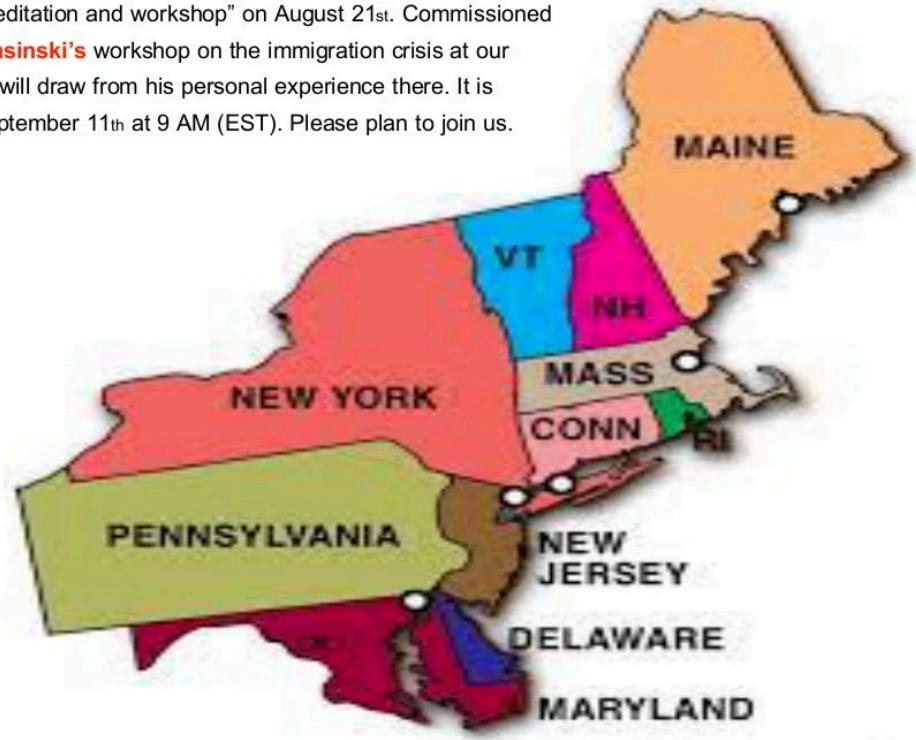 editation and workshop” on August 21st. Commissioned
asinski’s workshop on the immigration crisis at our
will draw from his personal experience there. It is
ptember 11th at 9 AM (EST). Please plan to join us.
MAINE
VT
NH
MASS
NEW YORK
CONN
RI
PENNSYLVANIA
NEW
JERSEY
DELAWARE
MARYLAND